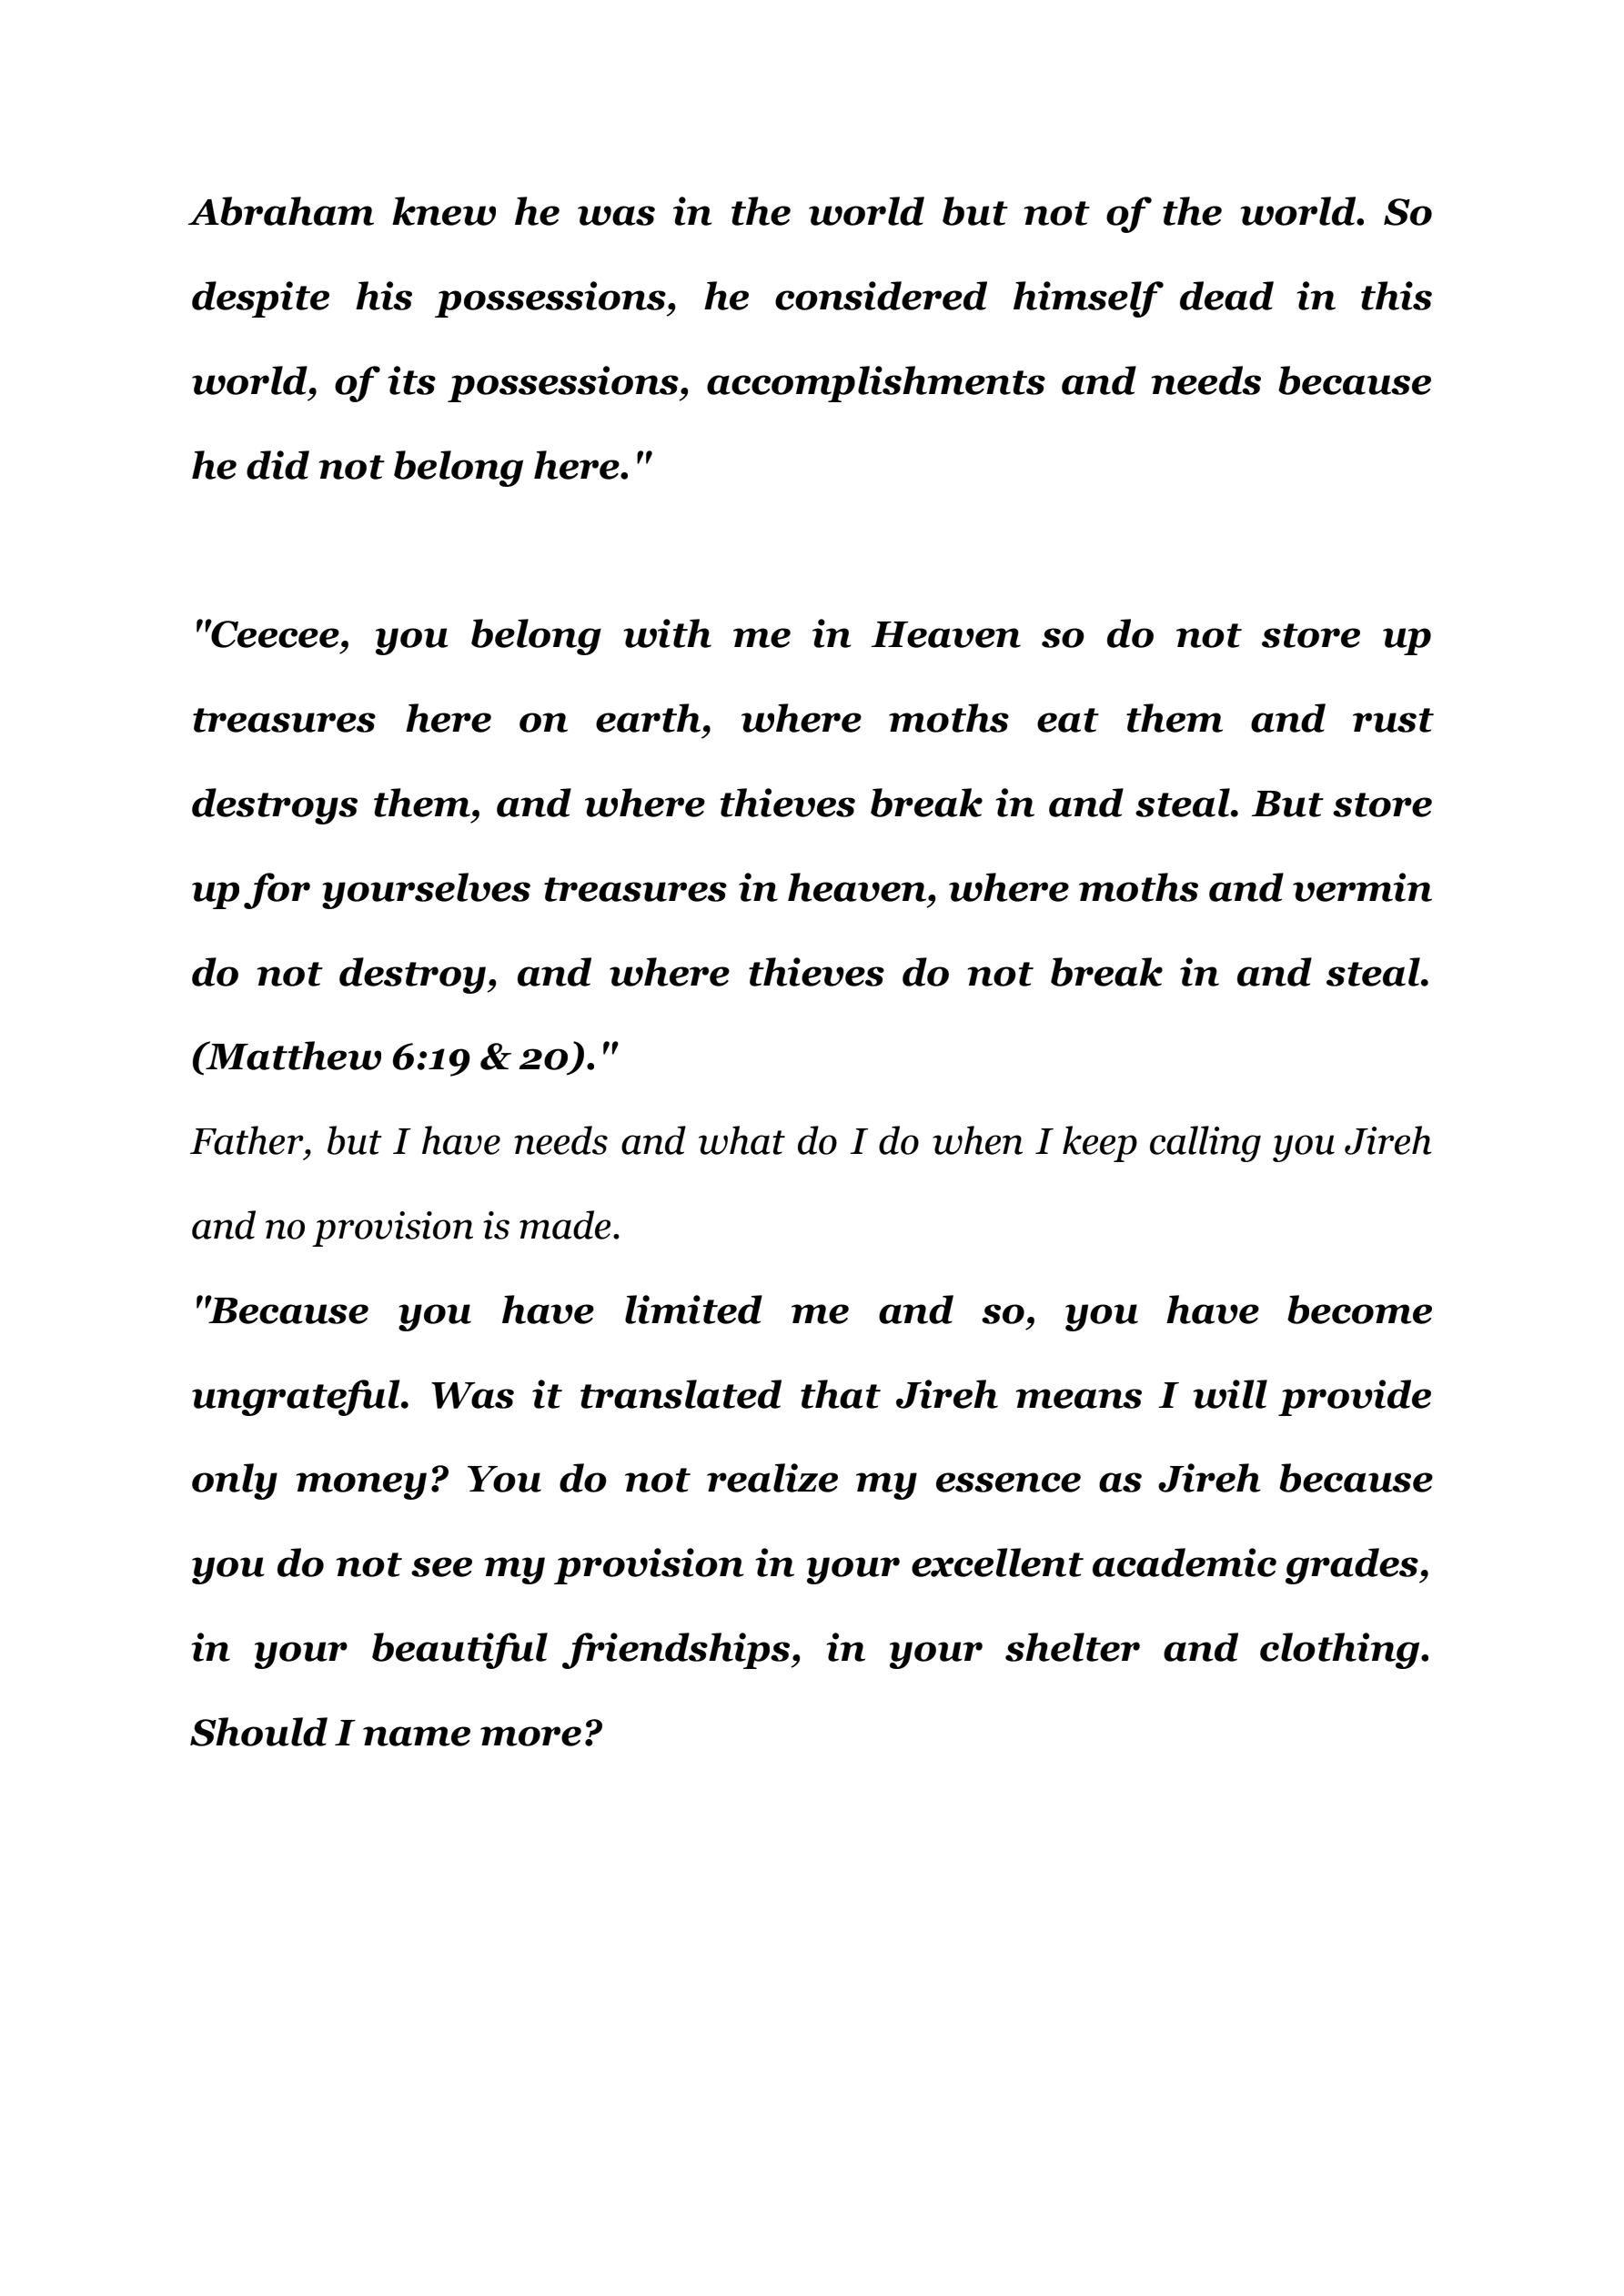 Abraham knew he was in the world but not of the world. So
despite his possessions, he considered himself dead in this
world, of its possessions, accomplishments and needs because
he did not belong here."
"Ceecee, you belong with me in Heaven so do not store up
treasures here on earth, where moths eat them and rust
destroys them, and where thieves break in and steal. But store
up for yourselves treasures in heaven, where moths and vermin
do not destroy, and where thieves do not break in and steal.
(Matthew 6:19 & 20)."
Father, but I have needs and what do I do when I keep calling you Jireh
and no provision is made.
"Because you have limited me and so, you have become
ungrateful. Was it translated that Jireh means I will provide
only money? You do not realize my essence as Jireh because
you do not see my provision in your excellent academic grades,
in your beautiful friendships, in your shelter and clothing.
Should I name more?